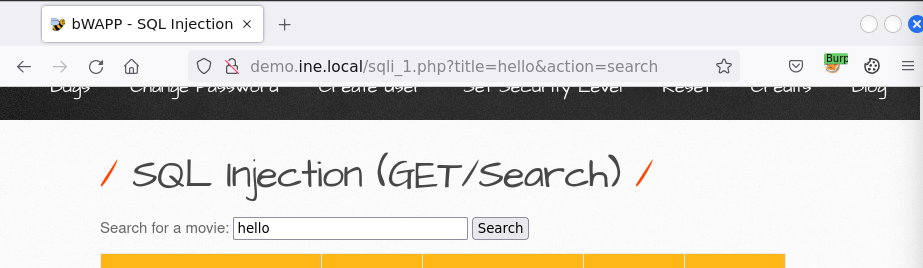 bWAPP - SQL Injection
Burp
demo.ine.local/sqli_1.php?title=hello&action=search
Bugs Change Password Create User Set Security Level Reset Credits Blog
/ SQL Injection (GET/Search) /
Search for a movie: hello Search